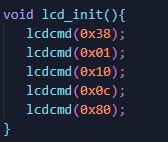 void lcd_init(){
lcdcmd(0x38);
lcdcmd(0x01);
lcdcmd(0x10);
lcdcmd(0x0c);
lcdcmd(0x80);
}